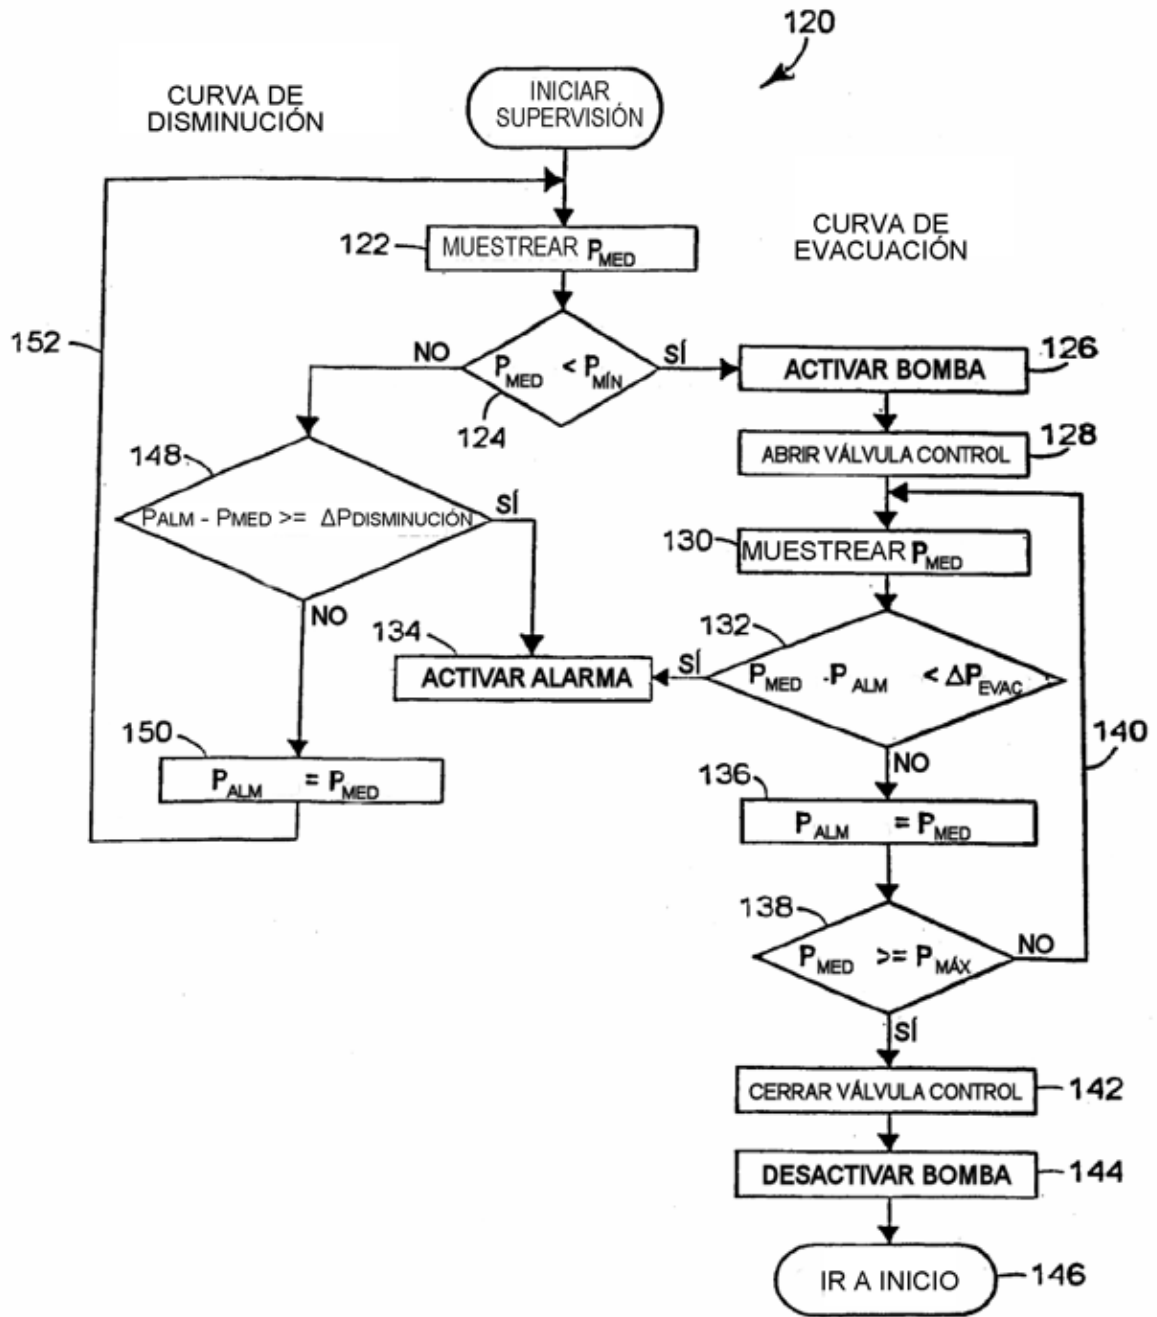 120
CURVA DE
DISMINUCIÓN
INICIAR
SUPERVISIÓN
CURVA DE
EVACUACIÓN
122
MUESTREAR PMED
152
NO
PMED < PMÍN
SÍ
124
ACTIVAR BOMBA
126
ABRIR VÁLVULA CONTROL
128
148
PALM - PMED >= ΔPDISMINUCIÓN
SÍ
NO
130
MUESTREAR PMED
132
PMED -PALM < ΔPEVAC
SÍ
NO
134
ACTIVAR ALARMA
140
150
PALM = PMED
136
PALM = PMED
138
PMED >= PMÁX
NO
SÍ
CERRAR VÁLVULA CONTROL
142
DESACTIVAR BOMBA
144
IR A INICIO
146